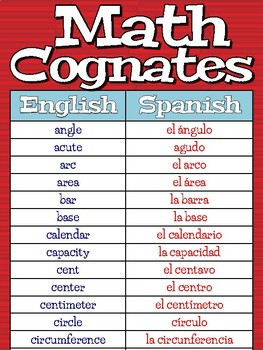 Math
Cognates
English Spanish
angle el ángulo
acute agudo
arc el arco
area el área
bar la barra
base la base
calendar el calendario
capacity la capacidad
cent el centavo
center el centro
centimeter el centímetro
circle círculo
circumference la circunferencia